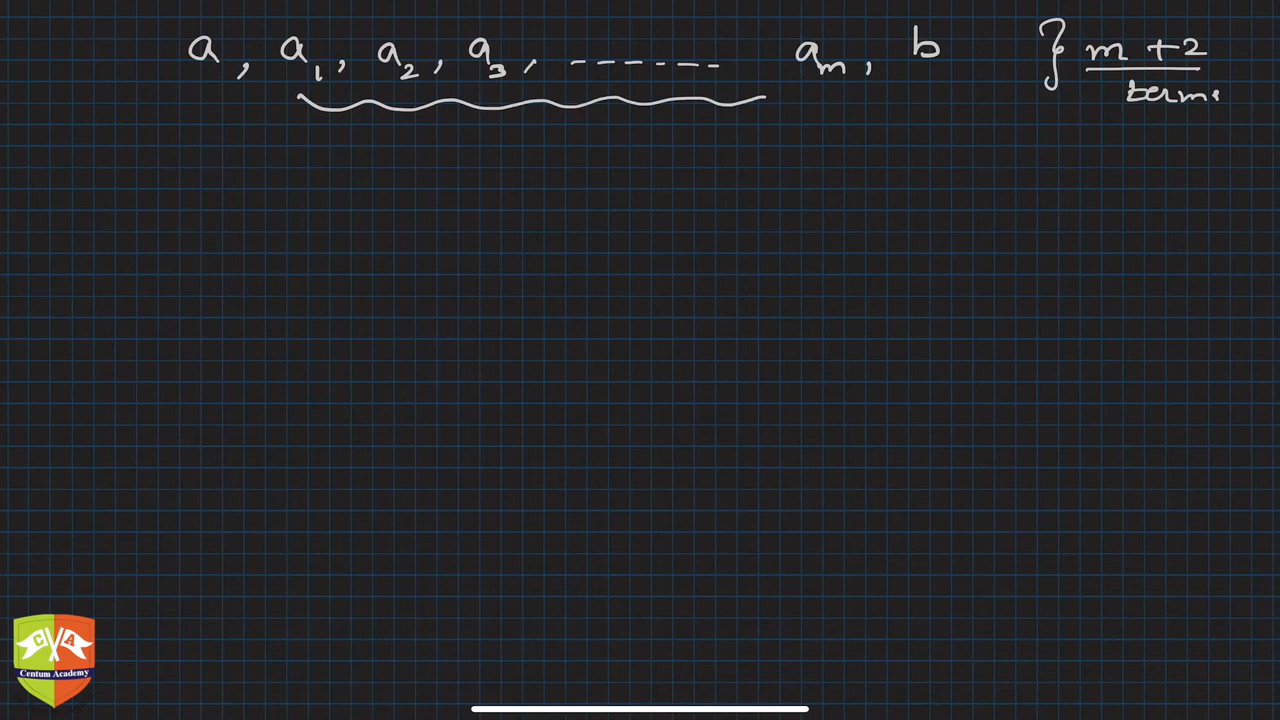 a, a₁, a₂, a₃, ------- aₘ, b } m+2
terms
C A
Centum Academy